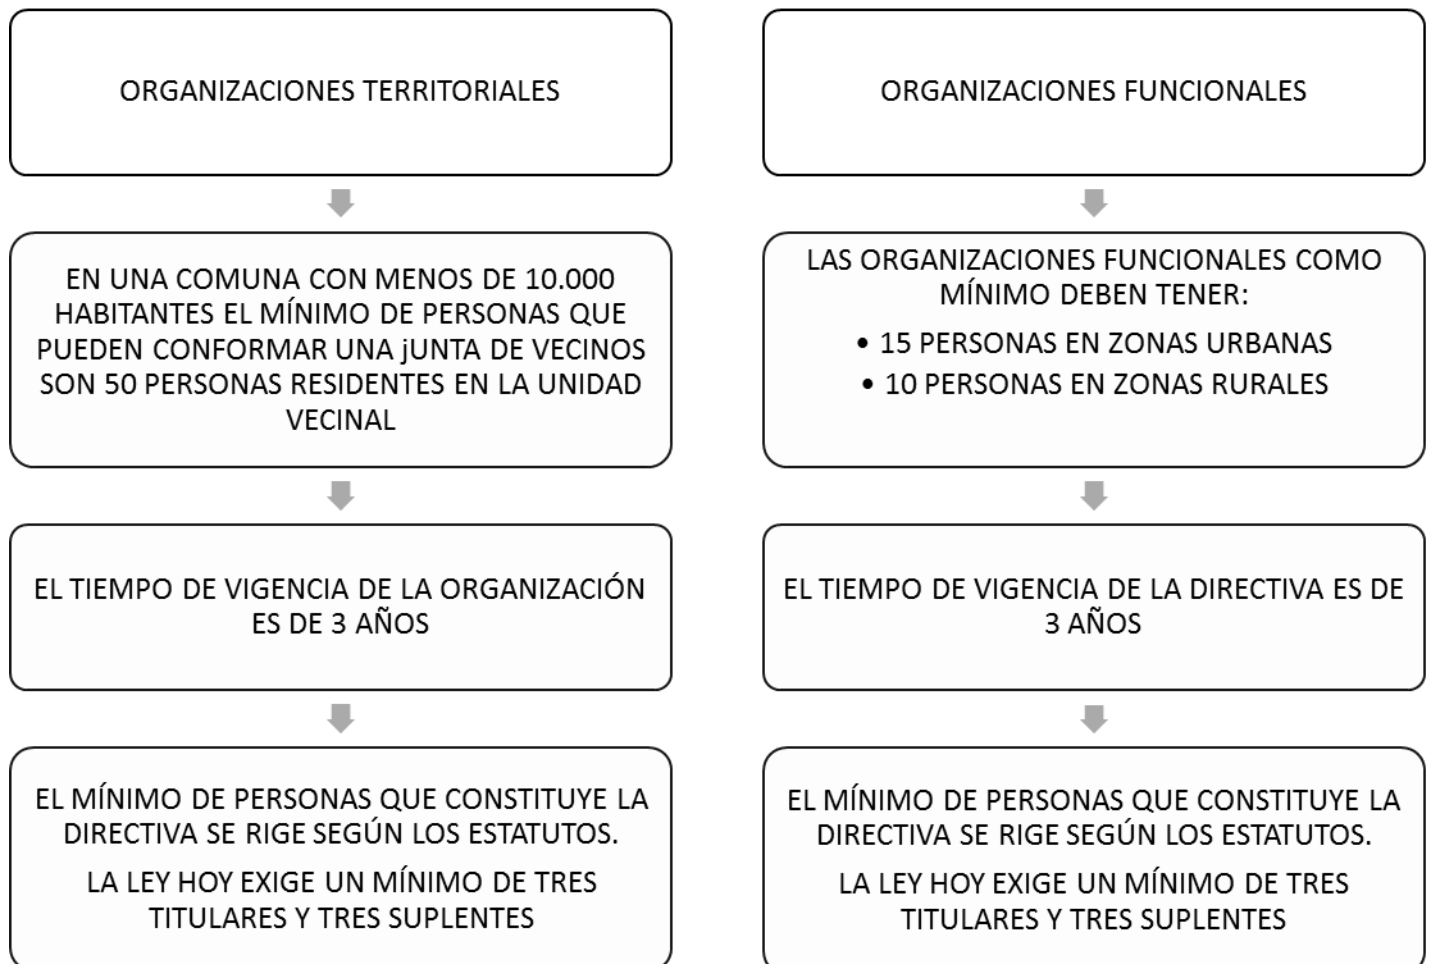 ORGANIZACIONES TERRITORIALES
EN UNA COMUNA CON MENOS DE 10.000
HABITANTES EL MÍNIMO DE PERSONAS QUE
PUEDEN CONFORMAR UNA jUNTA DE VECINOS
SON 50 PERSONAS RESIDENTES EN LA UNIDAD
VECINAL
EL TIEMPO DE VIGENCIA DE LA ORGANIZACIÓN
ES DE 3 AÑOS
EL MÍNIMO DE PERSONAS QUE CONSTITUYE LA
DIRECTIVA SE RIGE SEGÚN LOS ESTATUTOS.
LA LEY HOY EXIGE UN MÍNIMO DE TRES
TITULARES Y TRES SUPLENTES
ORGANIZACIONES FUNCIONALES
LAS ORGANIZACIONES FUNCIONALES COMO
MÍNIMO DEBEN TENER:
• 15 PERSONAS EN ZONAS URBANAS
• 10 PERSONAS EN ZONAS RURALES
EL TIEMPO DE VIGENCIA DE LA DIRECTIVA ES DE
3 AÑOS
EL MÍNIMO DE PERSONAS QUE CONSTITUYE LA
DIRECTIVA SE RIGE SEGÚN LOS ESTATUTOS.
LA LEY HOY EXIGE UN MÍNIMO DE TRES
TITULARES Y TRES SUPLENTES